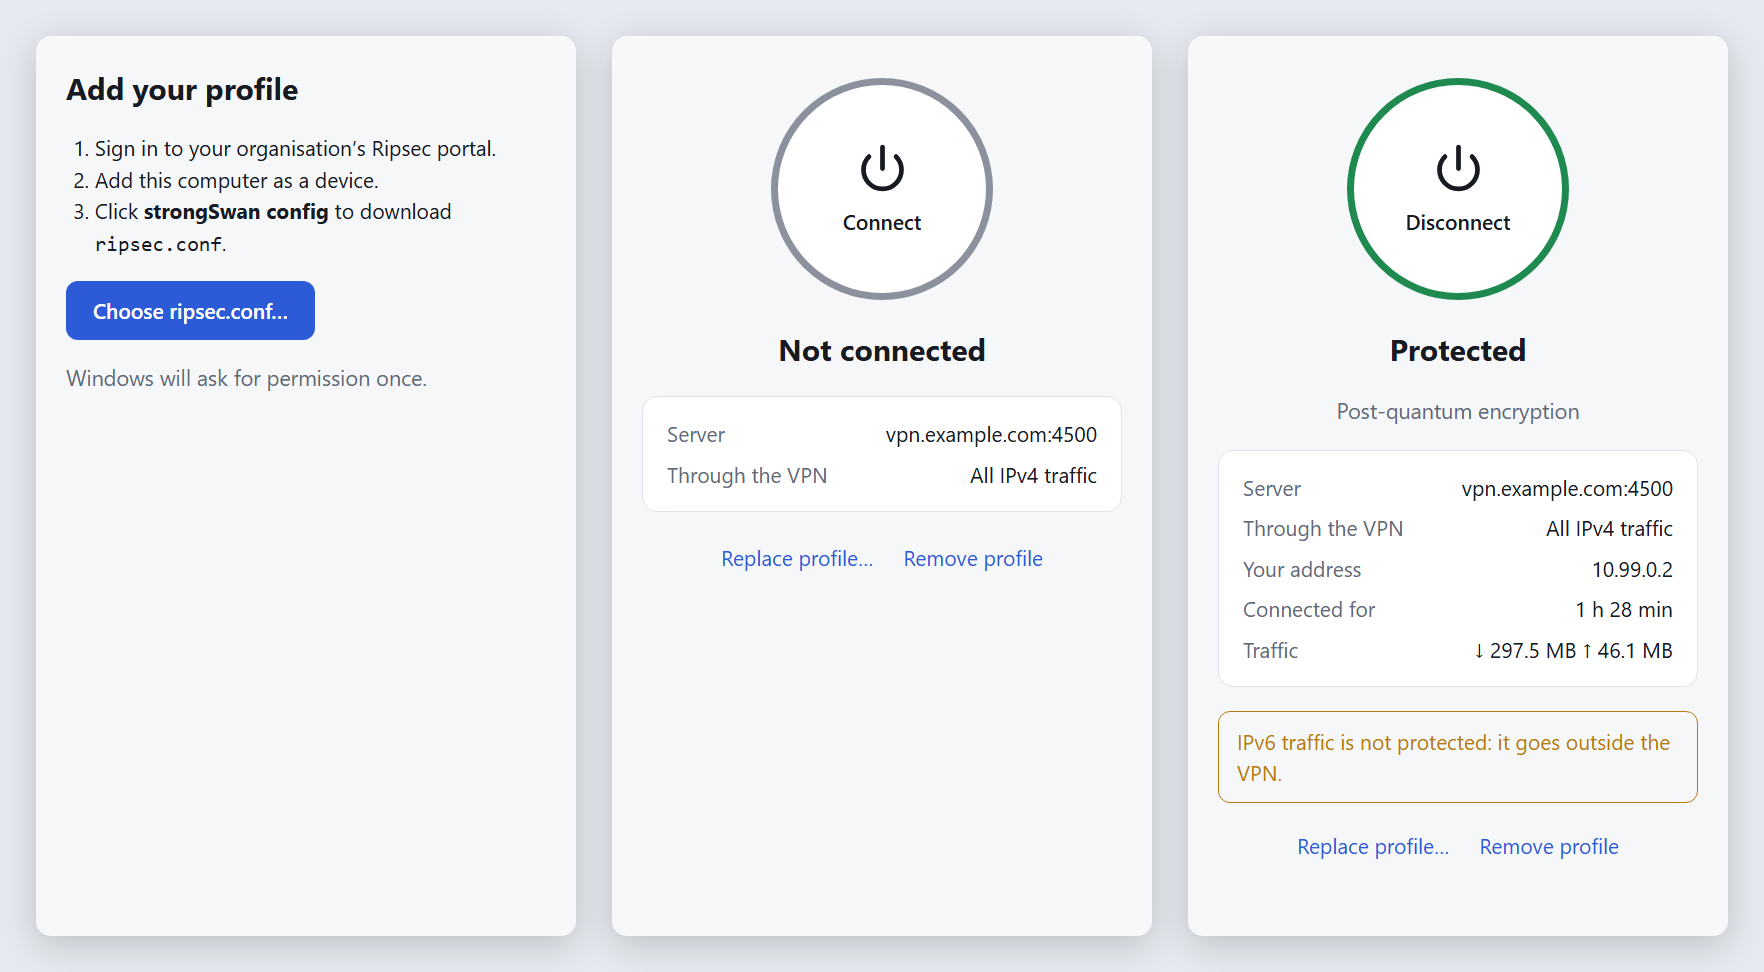 Add your profile
1. Sign in to your organisation’s Ripsec portal.
2. Add this computer as a device.
3. Click strongSwan config to download
ripsec.conf.
Choose ripsec.conf…
Windows will ask for permission once.
Connect
Not connected
Server vpn.example.com:4500
Through the VPN All IPv4 traffic
Replace profile… Remove profile
Disconnect
Protected
Post-quantum encryption
Server vpn.example.com:4500
Through the VPN All IPv4 traffic
Your address 10.99.0.2
Connected for 1 h 28 min
Traffic ↓ 297.5 MB ↑ 46.1 MB
IPv6 traffic is not protected: it goes outside the
VPN.
Replace profile… Remove profile